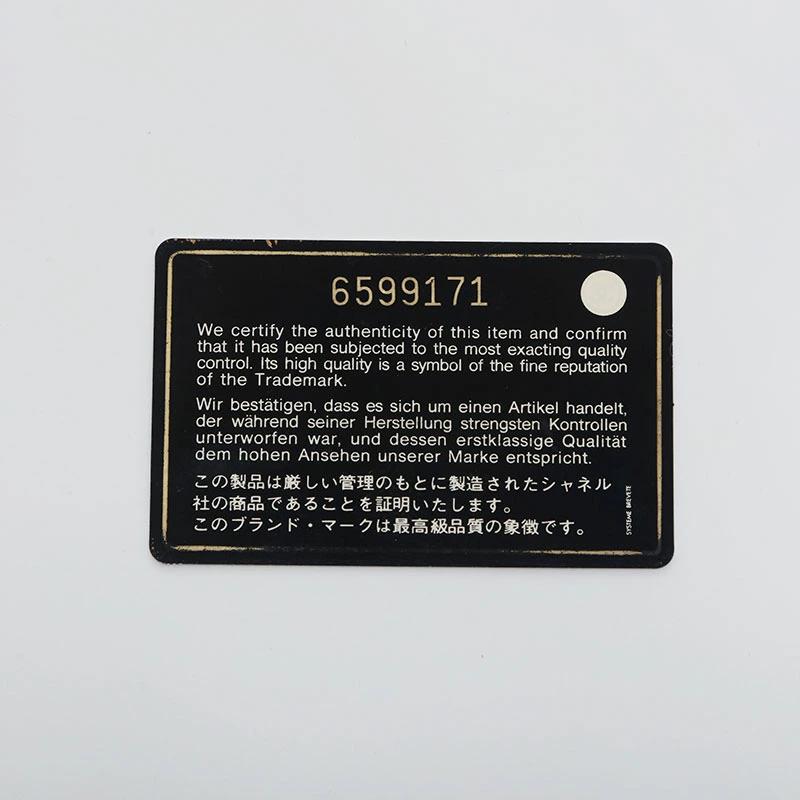 6599171
We certify the authenticity of this item and confirm
that it has been subjected to the most exacting quality
control. Its high quality is a symbol of the fine reputation
of the Trademark.
Wir bestätigen, dass es sich um einen Artikel handelt,
der während seiner Herstellung strengsten Kontrollen
unterworfen war, und dessen erstklassige Qualität
dem hohen Ansehen unserer Marke entspricht.
この製品は厳しい管理のもとに製造されたシャネル
社の商品であることを証明いたします。
このブランド・マークは最高級品質の象徴です。
SYSTEME BREVETE